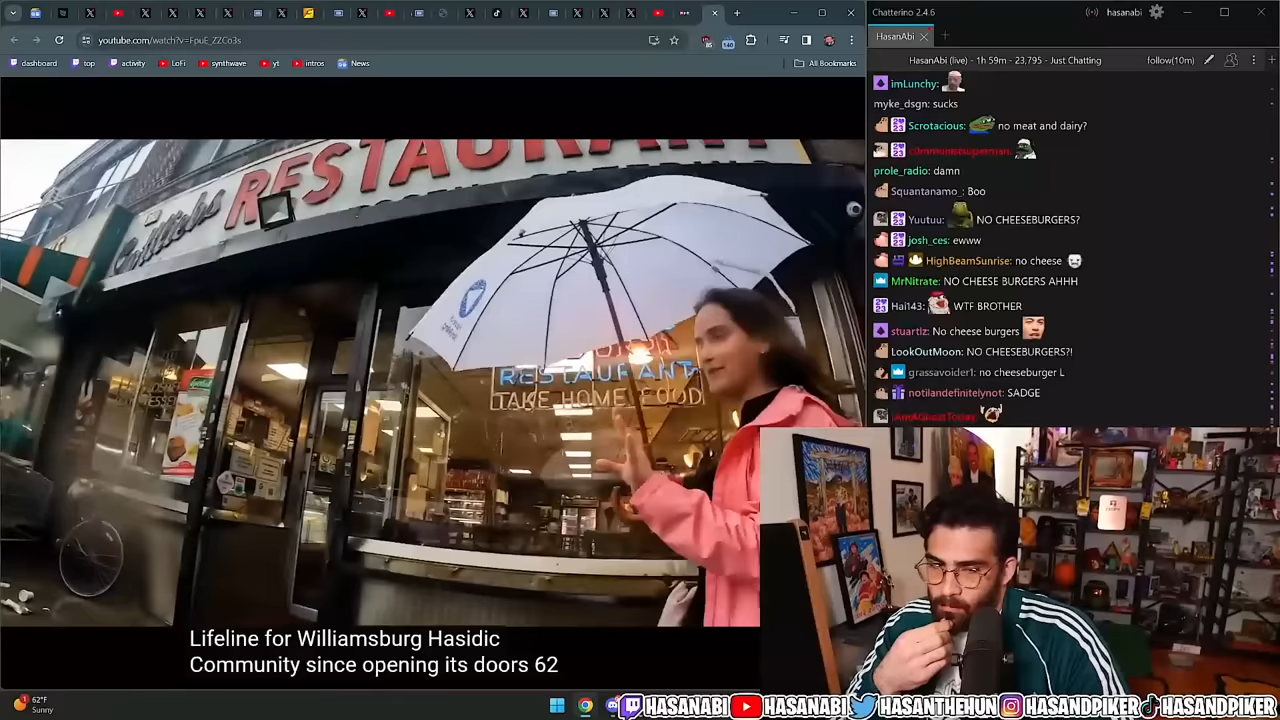 Chatterino 2.4.6
hasanabi
HasanAbi
youtube.com/watch?v=FpuE_ZZCo3s
140
dashboard
top
activity
LoFi
synthwave
yt
intros
News
All Bookmarks
HasanAbi (live) - 1h 59m - 23.795 - Just Chatting
follow(10m)
imLunchy:
myke_dsgn: sucks
Scrotacious: no meat and dairy?
prole_radio: damn
Squantanamo_: Boo
Yuutuu: NO CHEESEBURGERS?
josh_ces: ewww
HighBeamSunrise: no cheese
MrNitrate: NO CHEESE BURGERS AHHH
Hai143: WTF BROTHER
stuartlz: No cheese burgers
LookOutMoon: NO CHEESEBURGERS?!
grassavoider1: no cheeseburger L
notilandefinitelynot: SADGE
Gottlieb's RESTAURANT
RESTAURANT
TAKE HOME FOOD
Lifeline for Williamsburg Hasidic
Community since opening its doors 62
62°F
Sunny
HASANABI
HASANABI
HASANTHEHUN
HASANDPIKER
HASANDPIKER